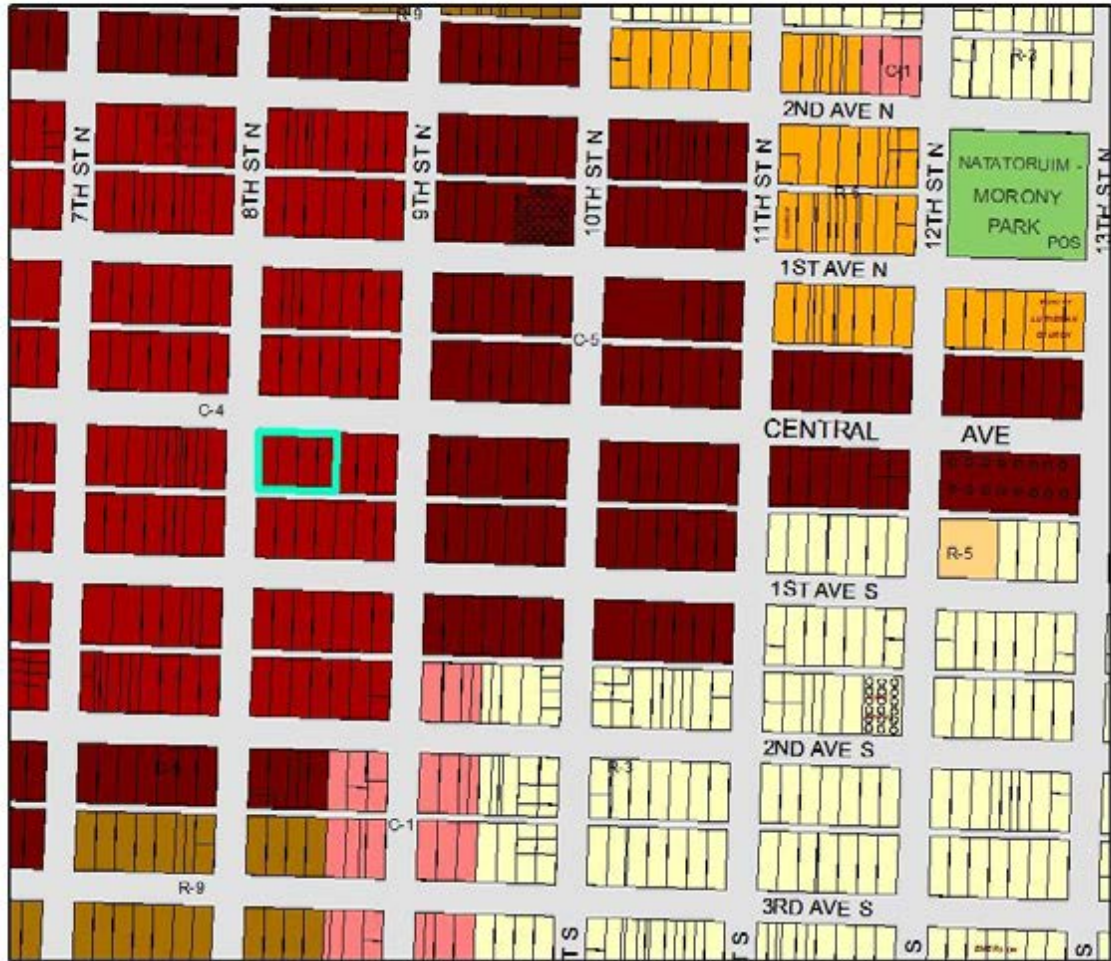 R-9
C-1
R-3
2ND AVE N
7TH ST N
8TH ST N
9TH ST N
10TH ST N
11TH ST N
12TH ST N
13TH ST N
NATATORUIM -
MORONY
PARK
POS
1ST AVE N
C-5
C-4
CENTRAL AVE
R-5
1ST AVE S
2ND AVE S
R-3
C-1
R-9
3RD AVE S
T S
T S
S
S